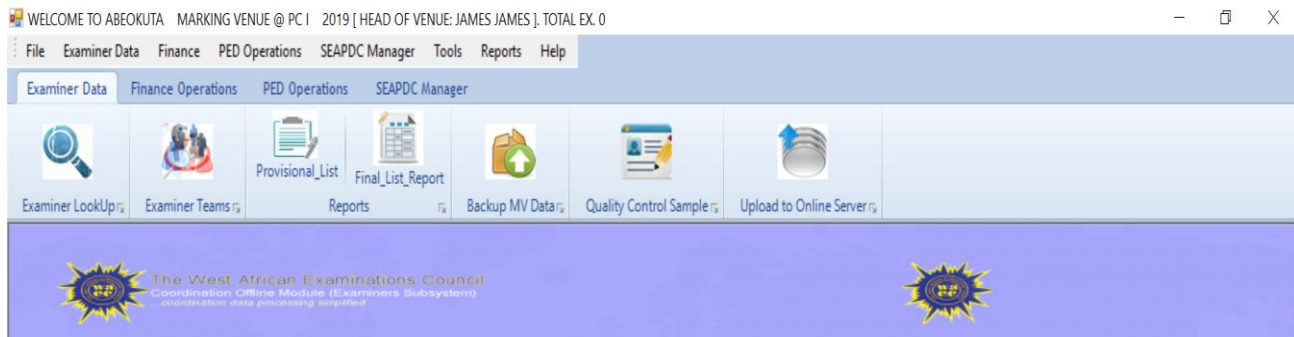 WELCOME TO ABEOKUTA MARKING VENUE @ PC I 2019 [ HEAD OF VENUE: JAMES JAMES ]. TOTAL EX. 0
File Examiner Data Finance PED Operations SEAPDC Manager Tools Reports Help
Examiner Data Finance Operations PED Operations SEAPDC Manager
Provisional_List Final_List_Report
Examiner LookUp Examiner Teams Reports Backup MV Data Quality Control Sample Upload to Online Server
The West African Examinations Council
Coordination Offline Module (Examiners Subsystem)
...coordination data processing simplified